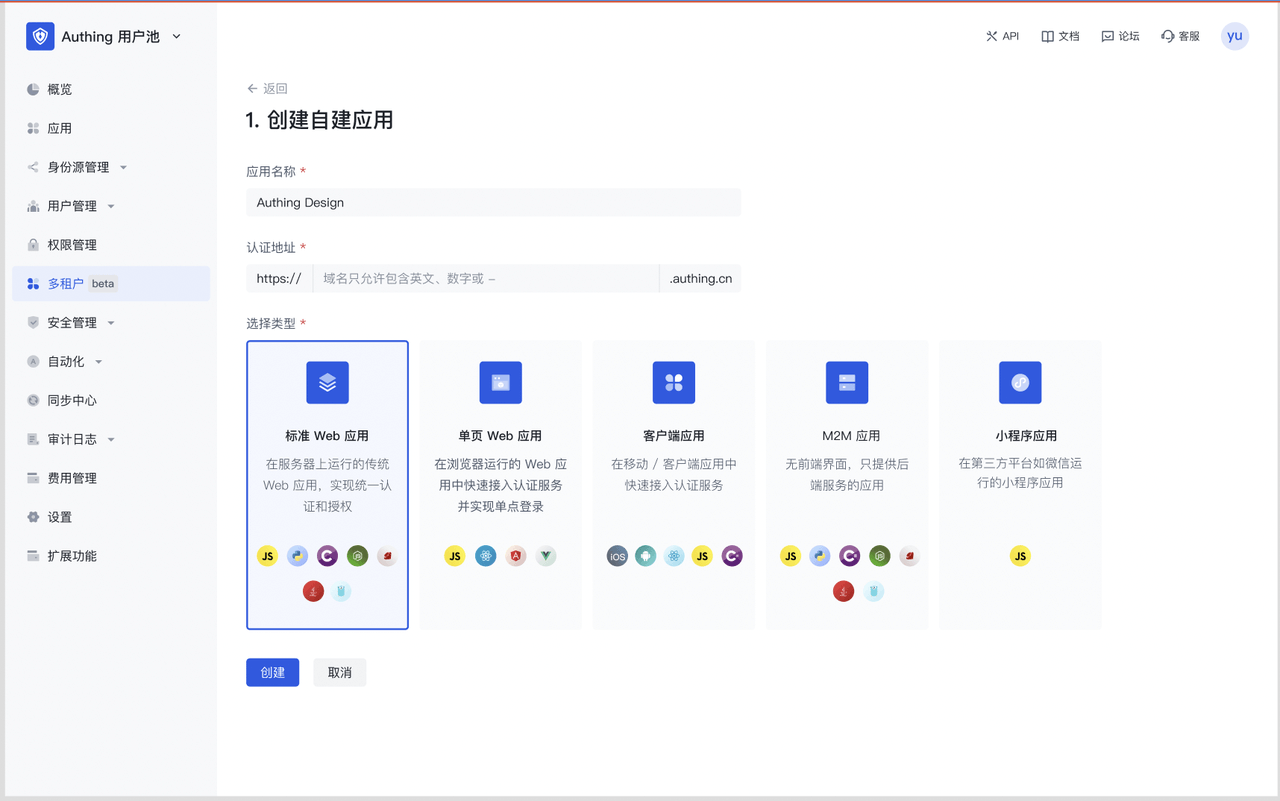 Authing 用户池
API
文档
论坛
客服
yu
概览
应用
身份源管理
用户管理
权限管理
多租户 beta
安全管理
自动化
同步中心
审计日志
费用管理
设置
扩展功能
← 返回
1. 创建自建应用
应用名称 *
Authing Design
认证地址 *
https:// 域名只允许包含英文、数字或 – .authing.cn
选择类型 *
标准 Web 应用
在服务器上运行的传统
Web 应用，实现统一认
证和授权
JS
单页 Web 应用
在浏览器运行的 Web 应
用中快速接入认证服务
并实现单点登录
JS
客户端应用
在移动 / 客户端应用中
快速接入认证服务
iOS
JS
M2M 应用
无前端界面，只提供后
端服务的应用
JS
小程序应用
在第三方平台如微信运
行的小程序应用
JS
创建
取消